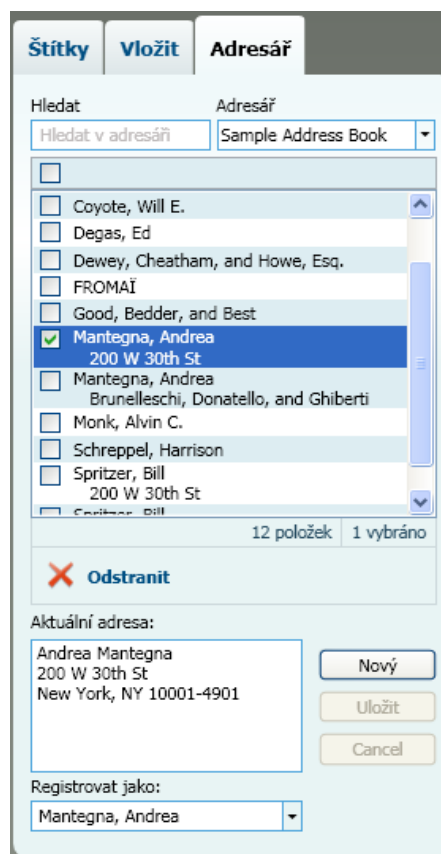 Štítky Vložit Adresář
Hledat Adresář
Hledat v adresáři Sample Address Book
Coyote, Will E.
Degas, Ed
Dewey, Cheatham, and Howe, Esq.
FROMAÏ
Good, Bedder, and Best
Mantegna, Andrea
200 W 30th St
Mantegna, Andrea
Brunelleschi, Donatello, and Ghiberti
Monk, Alvin C.
Schreppel, Harrison
Spritzer, Bill
200 W 30th St
Spritzer, Bill
12 položek 1 vybráno
Odstranit
Aktuální adresa:
Andrea Mantegna
200 W 30th St
New York, NY 10001-4901
Nový
Uložit
Cancel
Registrovat jako:
Mantegna, Andrea